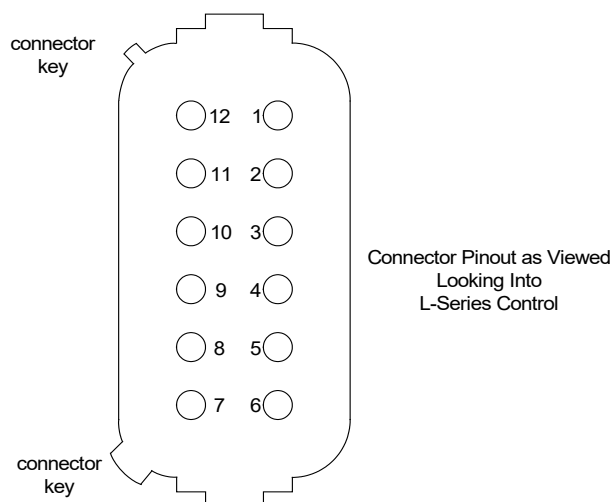 connector
key
12 1
11 2
10 3
9 4
8 5
7 6
Connector Pinout as Viewed
Looking Into
L-Series Control
connector
key